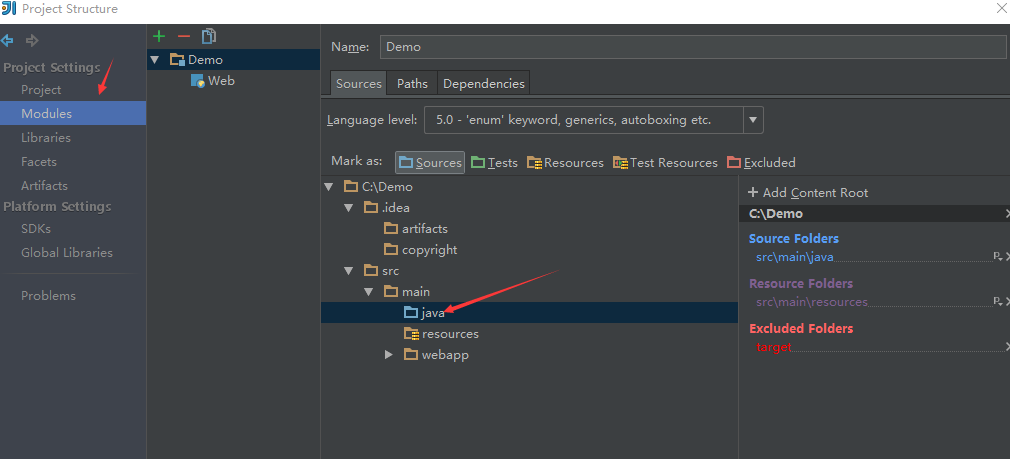 Project Structure
Project Settings
Project
Modules
Libraries
Facets
Artifacts
Platform Settings
SDKs
Global Libraries
Problems
Demo
Web
Name: Demo
Sources Paths Dependencies
Language level: 5.0 - 'enum' keyword, generics, autoboxing etc.
Mark as: Sources Tests Resources Test Resources Excluded
C:\Demo
.idea
artifacts
copyright
src
main
java
resources
webapp
+ Add Content Root
C:\Demo
Source Folders
src\main\java
Resource Folders
src\main\resources
Excluded Folders
target